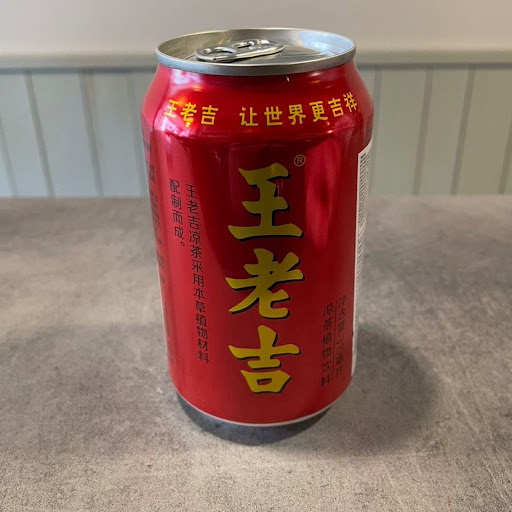 王老吉 让世界更吉祥
王老吉®
王老吉凉茶采用本草植物材料
配制而成。
凉茶植物饮料